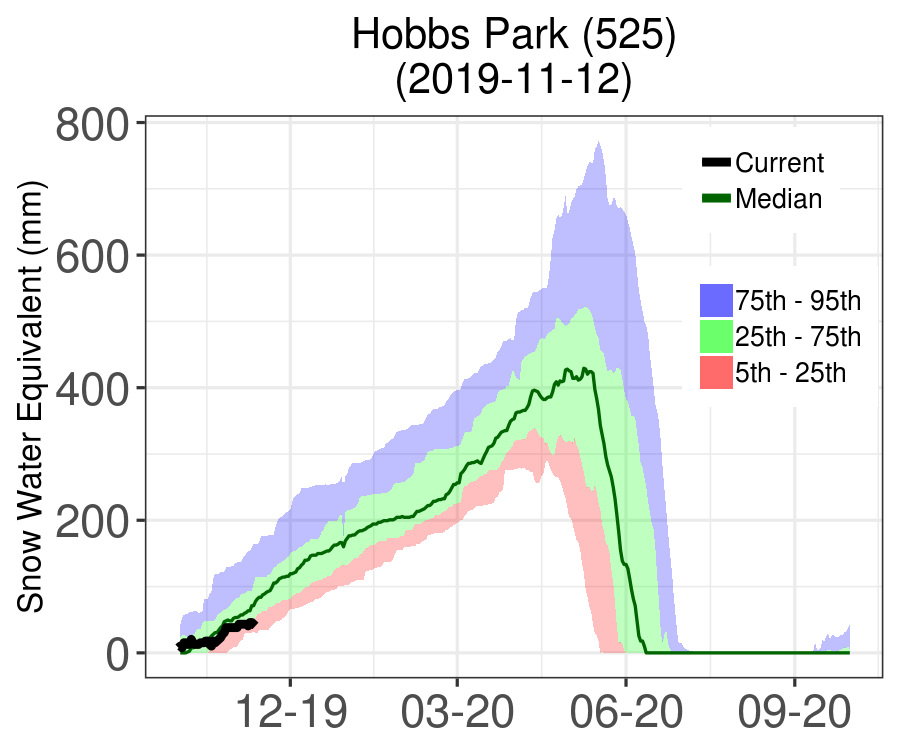 Hobbs Park (525)
(2019-11-12)
Snow Water Equivalent (mm)
800
600
400
200
0
12-19
03-20
06-20
09-20
Current
Median
75th - 95th
25th - 75th
5th - 25th